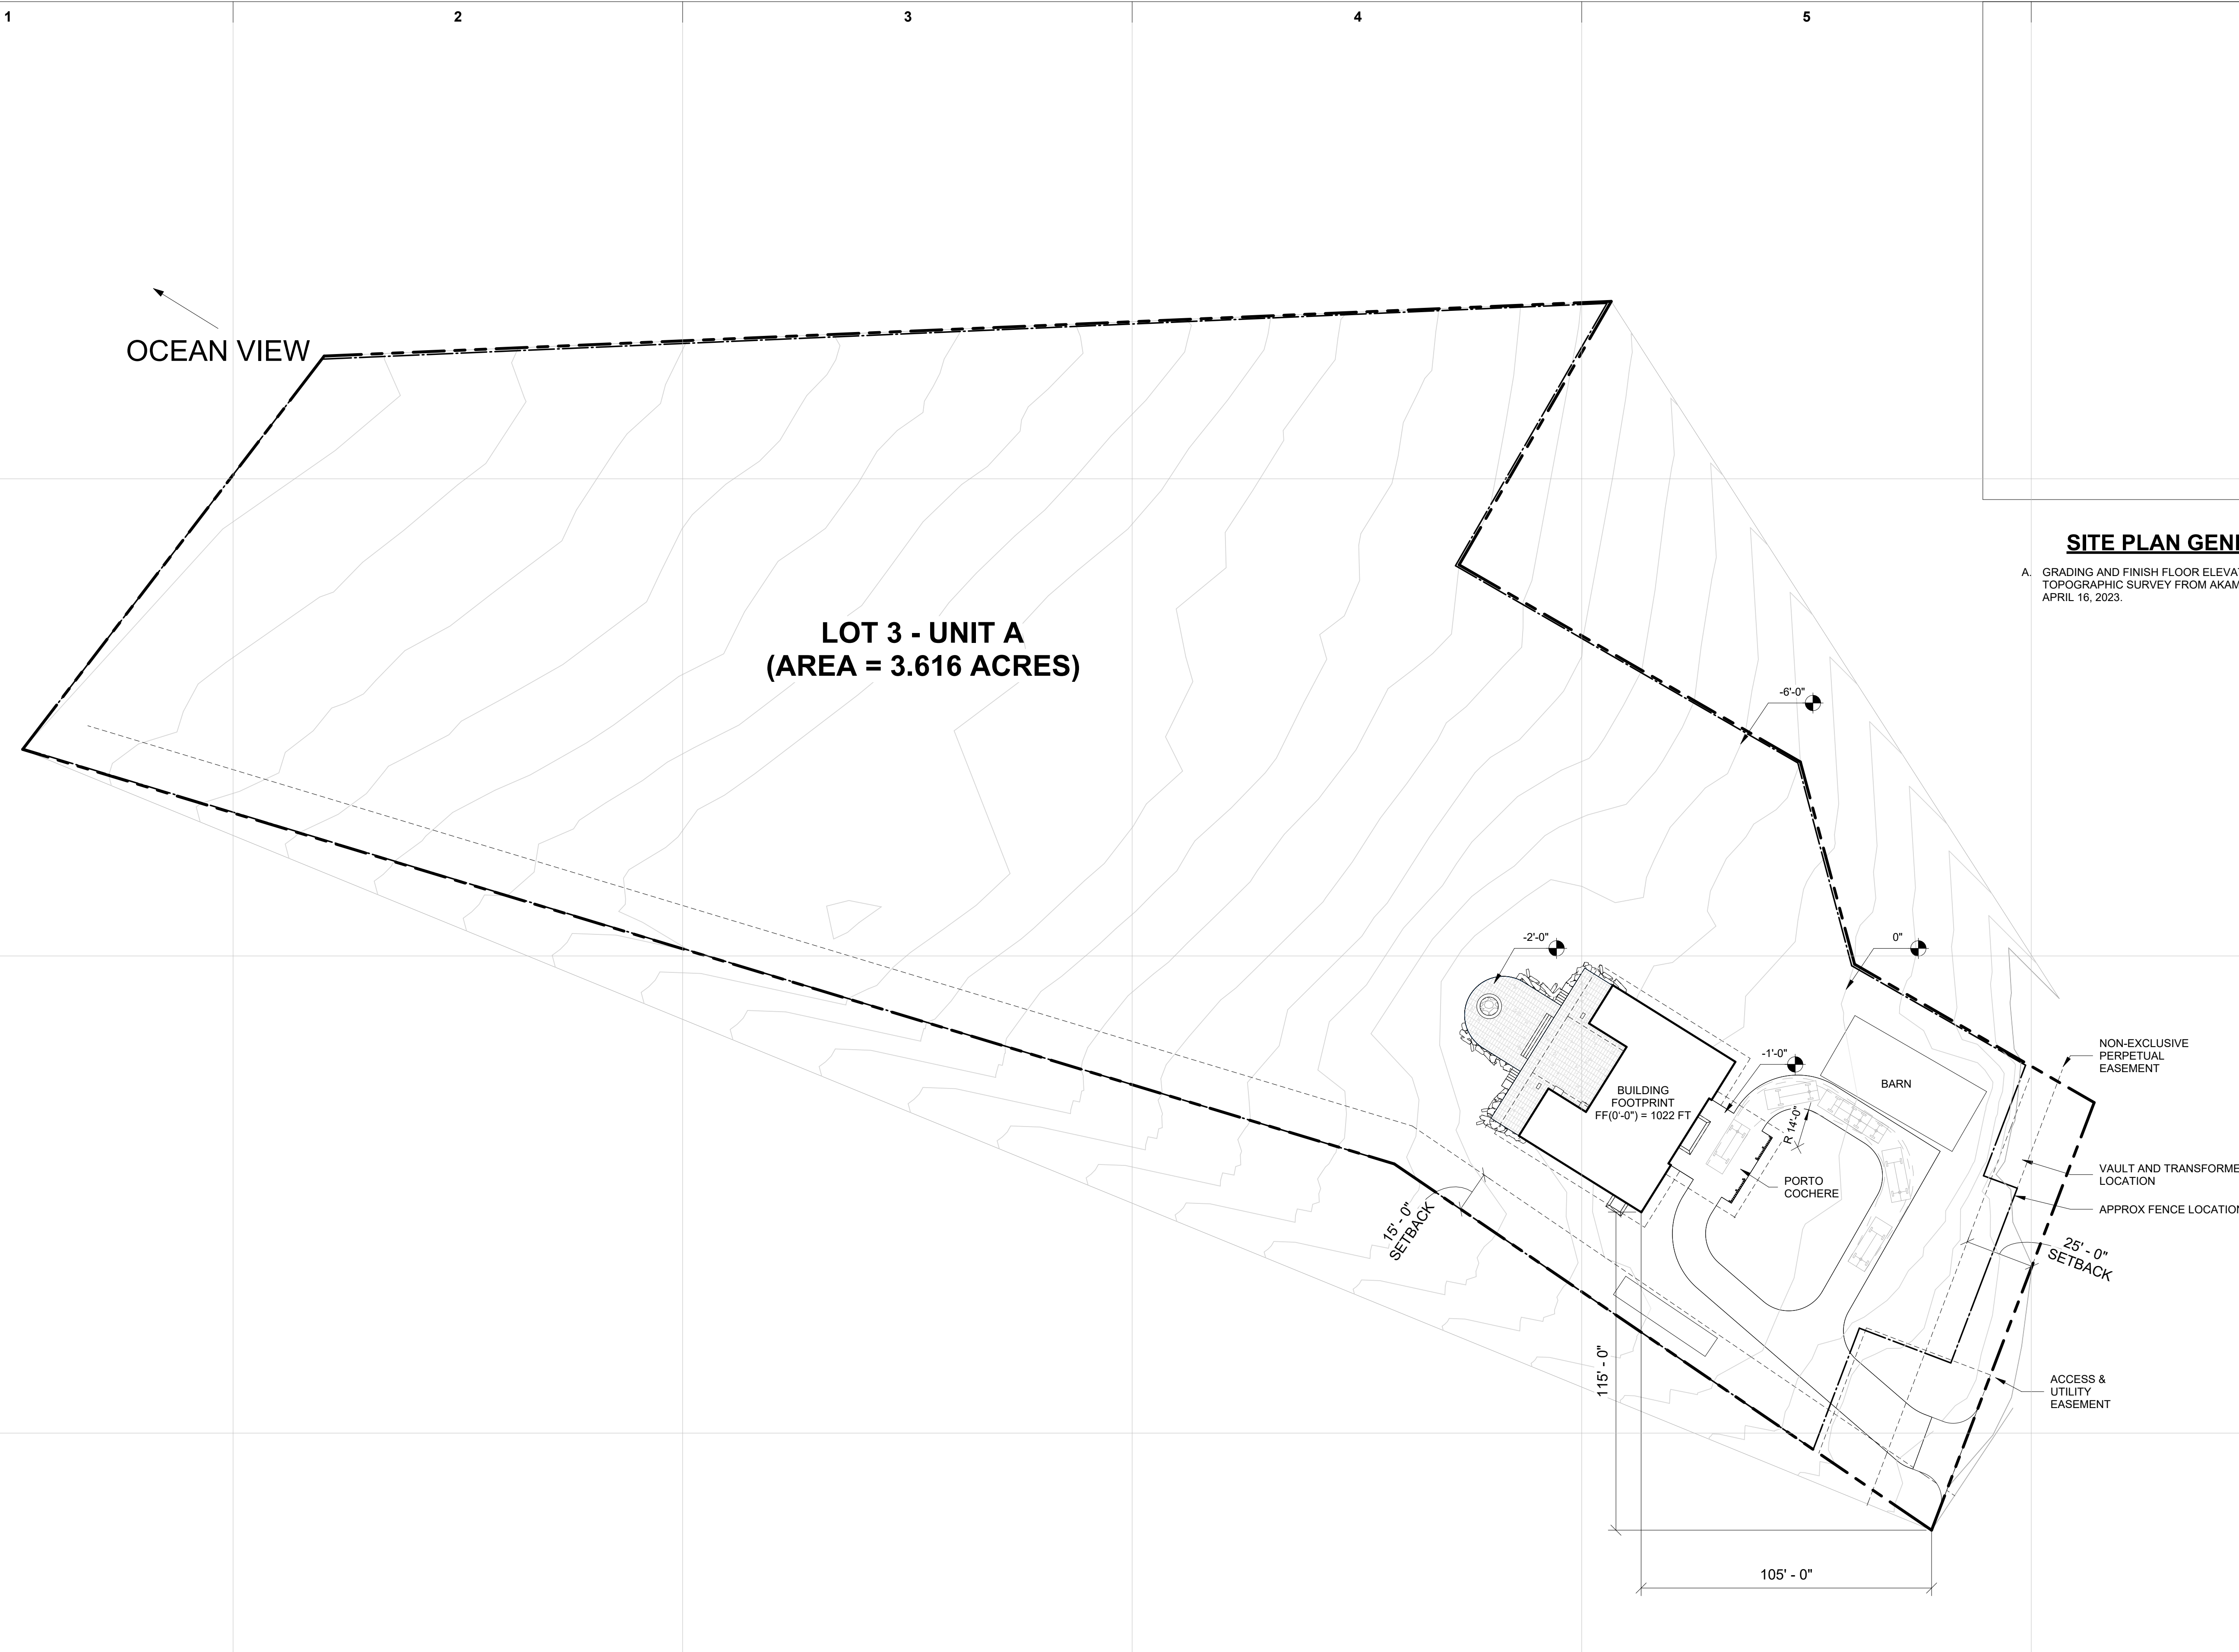 1
2
3
4
5
OCEAN VIEW
LOT 3 - UNIT A
(AREA = 3.616 ACRES)
SITE PLAN GEN
A. GRADING AND FINISH FLOOR ELEVA
TOPOGRAPHIC SURVEY FROM AKAM
APRIL 16, 2023.
-6'-0"
-2'-0"
0"
-1'-0"
NON-EXCLUSIVE
PERPETUAL
EASEMENT
BARN
BUILDING
FOOTPRINT
FF(0'-0") = 1022 FT
R 14'-0"
PORTO
COCHERE
VAULT AND TRANSFORME
LOCATION
APPROX FENCE LOCATION
15' - 0"
SETBACK
25' - 0"
SETBACK
115' - 0"
ACCESS &
UTILITY
EASEMENT
105' - 0"